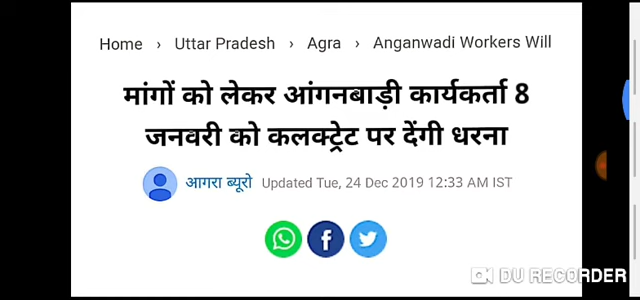 Home › Uttar Pradesh › Agra › Anganwadi Workers Will
मांगों को लेकर आंगनबाड़ी कार्यकर्ता 8
जनवरी को कलक्ट्रेट पर देंगी धरना
आगरा ब्यूरो Updated Tue, 24 Dec 2019 12:33 AM IST
DU RECORDER